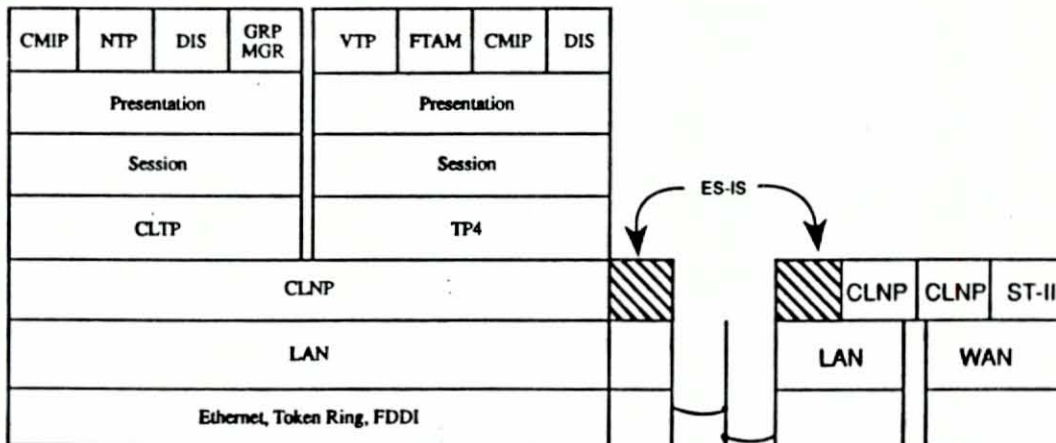 CMIP NTP DIS GRP MGR VTP FTAM CMIP DIS
Presentation Presentation
Session Session
ES-IS
CLTP TP4
CLNP CLNP CLNP ST-II
LAN LAN WAN
Ethernet, Token Ring, FDDI